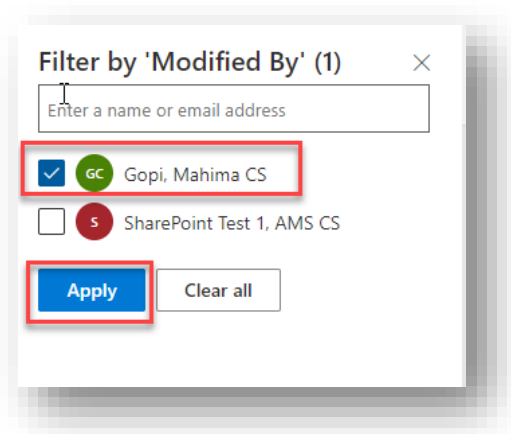 Filter by 'Modified By' (1)
Enter a name or email address
GC Gopi, Mahima CS
S SharePoint Test 1, AMS CS
Apply Clear all